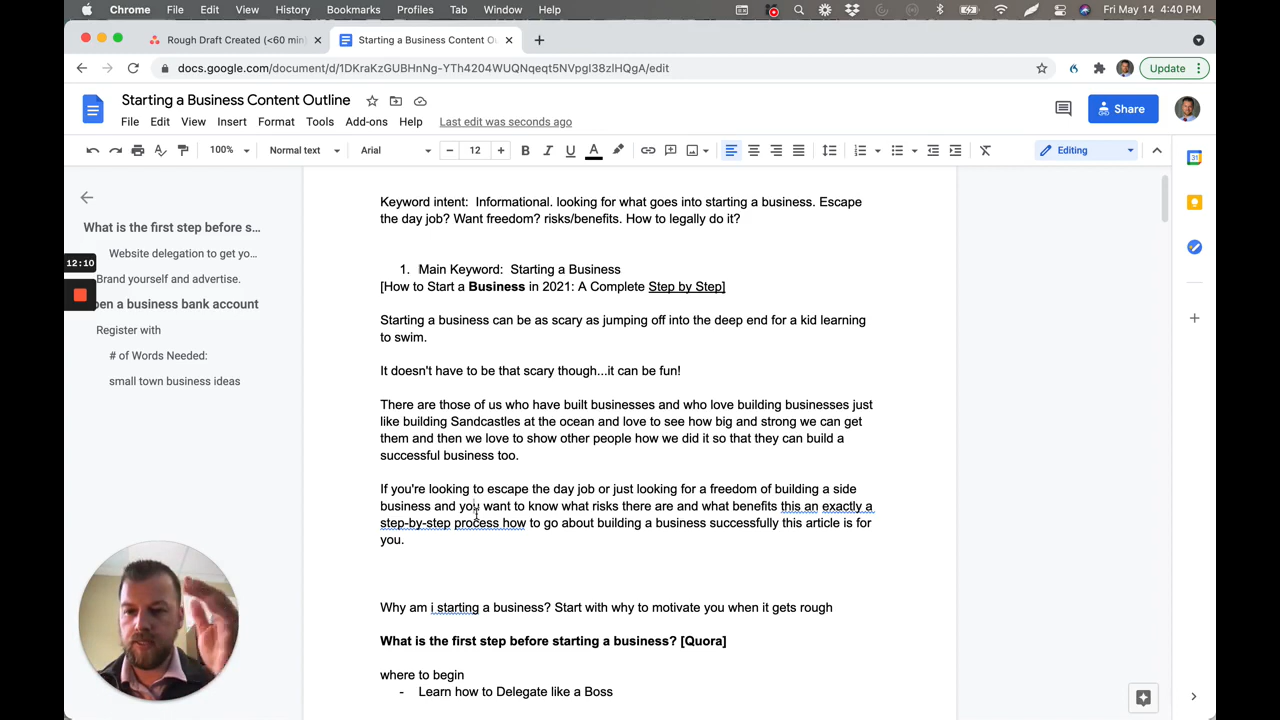 Chrome File Edit View History Bookmarks Profiles Tab Window Help Fri May 14 4:40 PM
Rough Draft Created (<60 min
Starting a Business Content Ou
docs.google.com/document/d/1DKraKzGUBHnNg-YTh4204WUQNqeqt5NVpgI38zIHQgA/edit
Update
Starting a Business Content Outline
File Edit View Insert Format Tools Add-ons Help Last edit was seconds ago
Share
100% Normal text Arial 12 B I U A Editing
What is the first step before s...
Website delegation to get yo...
12:10
Brand yourself and advertise.
pen a business bank account
Register with
# of Words Needed:
small town business ideas
Keyword intent: Informational. looking for what goes into starting a business. Escape
the day job? Want freedom? risks/benefits. How to legally do it?
1. Main Keyword: Starting a Business
[How to Start a Business in 2021: A Complete Step by Step]
Starting a business can be as scary as jumping off into the deep end for a kid learning
to swim.
It doesn't have to be that scary though...it can be fun!
There are those of us who have built businesses and who love building businesses just
like building Sandcastles at the ocean and love to see how big and strong we can get
them and then we love to show other people how we did it so that they can build a
successful business too.
If you're looking to escape the day job or just looking for a freedom of building a side
business and you want to know what risks there are and what benefits this an exactly a
step-by-step process how to go about building a business successfully this article is for
you.
Why am i starting a business? Start with why to motivate you when it gets rough
What is the first step before starting a business? [Quora]
where to begin
- Learn how to Delegate like a Boss